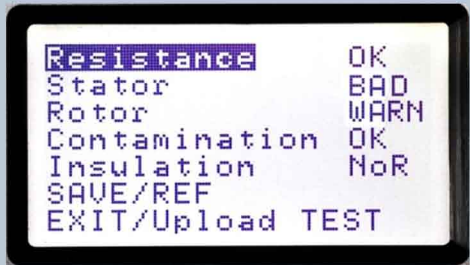 Resistance OK
Stator BAD
Rotor WARN
Contamination OK
Insulation NoR
SAVE/REF
EXIT/Upload TEST